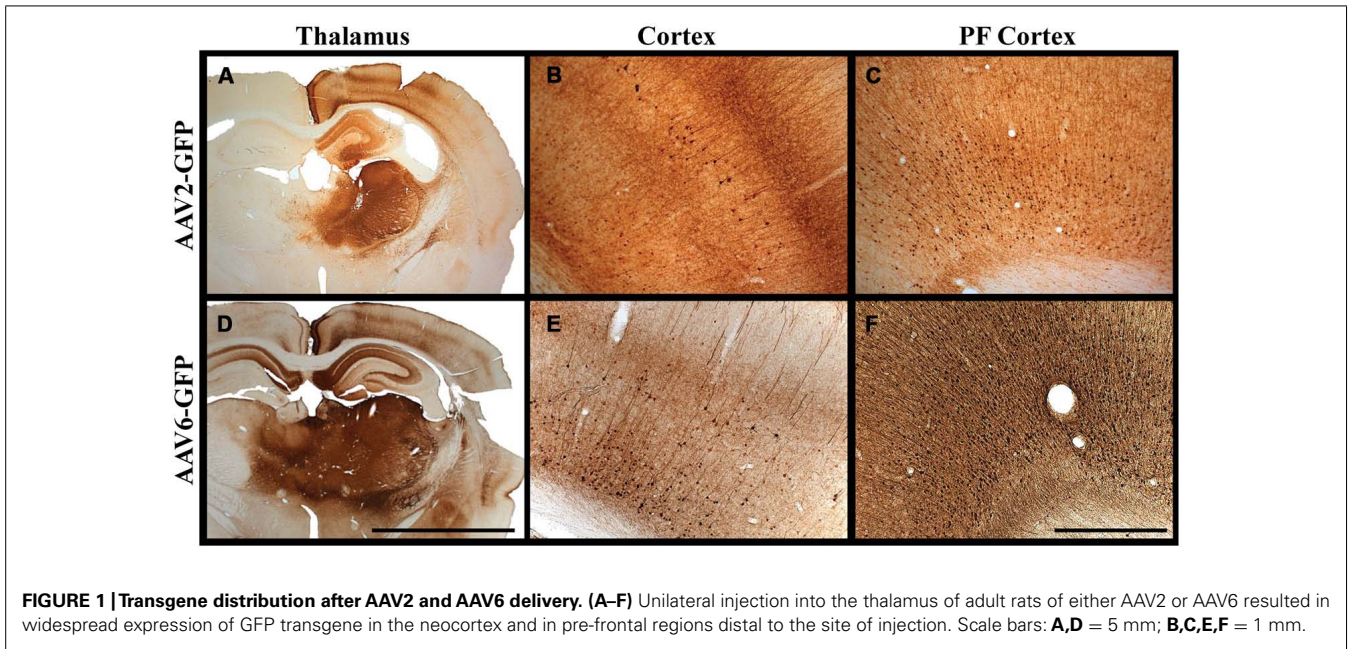 Thalamus Cortex PF Cortex
AAV2-GFP
A B C
AAV6-GFP
D E F
FIGURE 1 | Transgene distribution after AAV2 and AAV6 delivery. (A–F) Unilateral injection into the thalamus of adult rats of either AAV2 or AAV6 resulted in
widespread expression of GFP transgene in the neocortex and in pre-frontal regions distal to the site of injection. Scale bars: A,D = 5 mm; B,C,E,F = 1 mm.